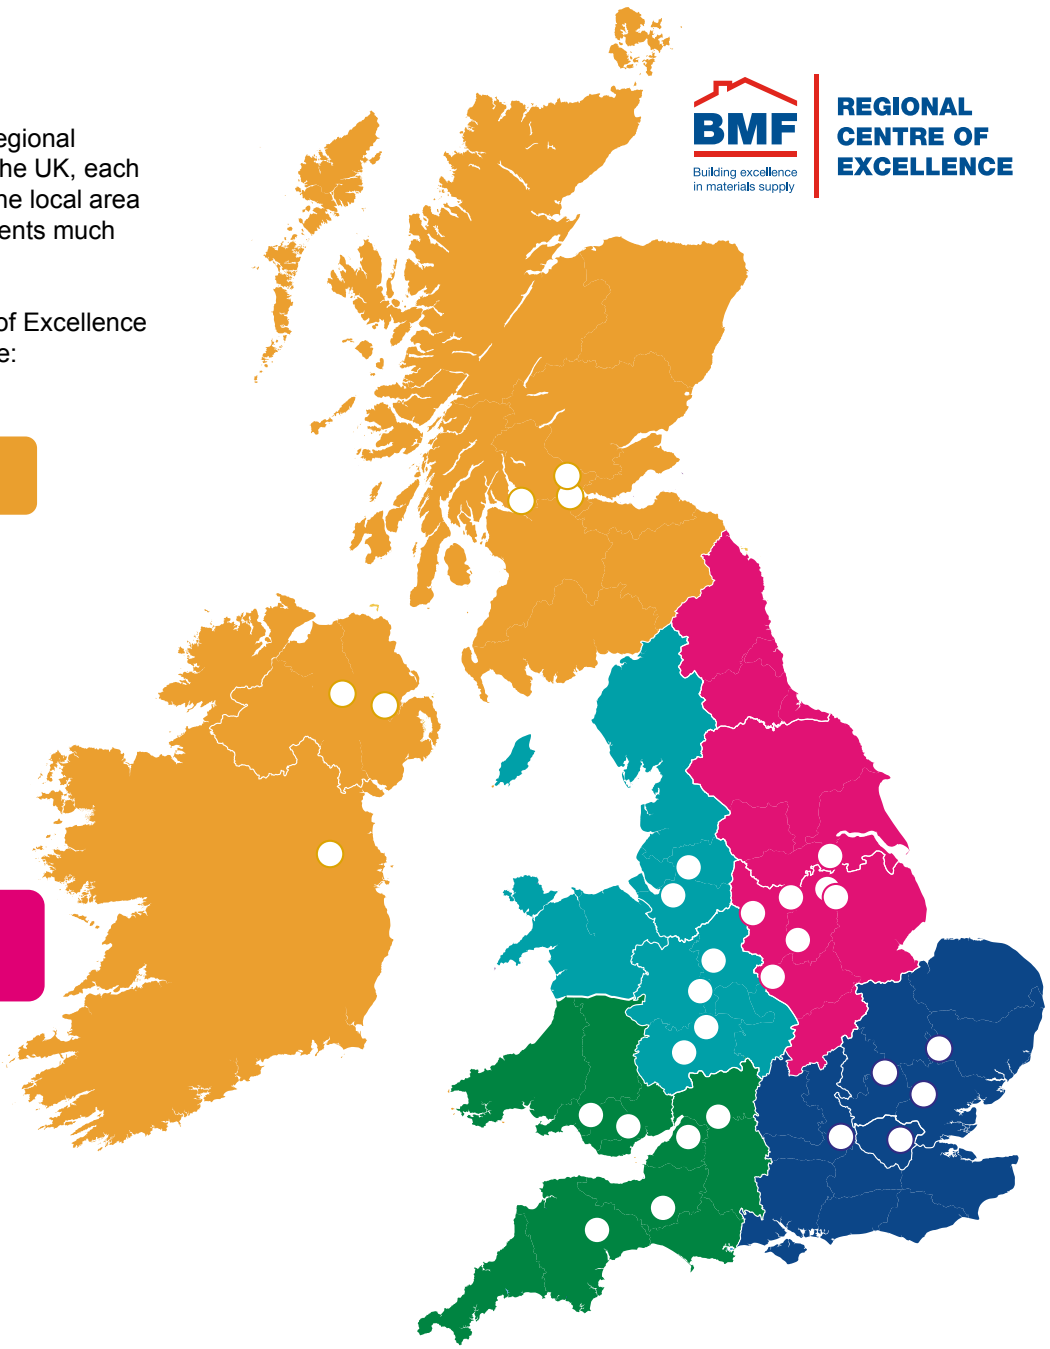 egional
he UK, each
ne local area
ents much
of Excellence
e:
BMF
Building excellence
in materials supply
REGIONAL
CENTRE OF
EXCELLENCE